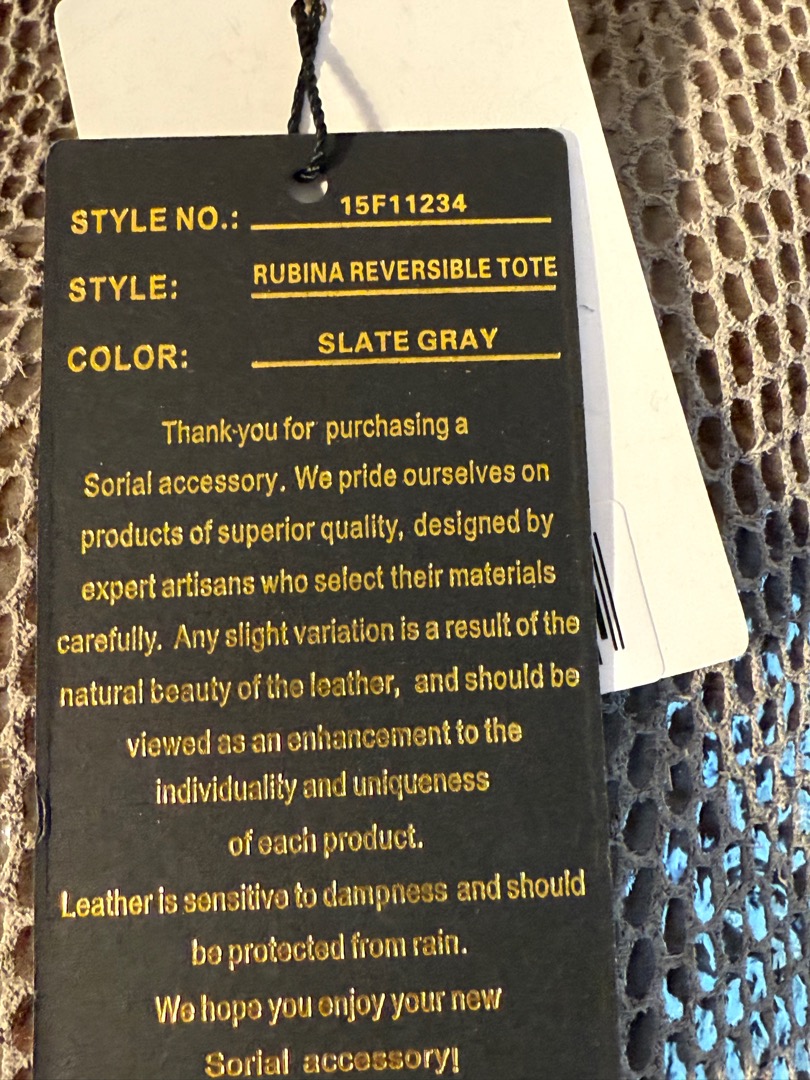 STYLE NO.: 15F11234
STYLE: RUBINA REVERSIBLE TOTE
COLOR: SLATE GRAY
Thank-you for purchasing a
Sorial accessory. We pride ourselves on
products of superior quality, designed by
expert artisans who select their materials
carefully. Any slight variation is a result of the
natural beauty of the leather, and should be
viewed as an enhancement to the
individuality and uniqueness
of each product.
Leather is sensitive to dampness and should
be protected from rain.
We hope you enjoy your new
Sorial accessory!